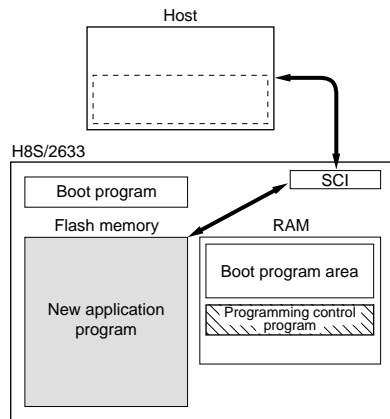 Host
H8S/2633
SCI
Boot program
Flash memory
RAM
Boot program area
New application
program
Programming control
program